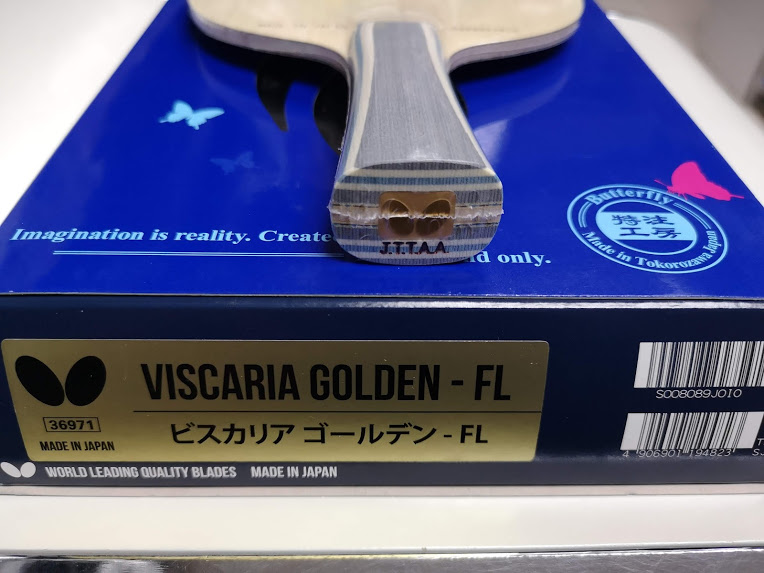 Imagination is reality. Create
d only.
Butterfly
特注
工房
Made in Tokorozawa Japan
J.T.T.A.A
VISCARIA GOLDEN - FL
ビスカリア ゴールデン - FL
36971
MADE IN JAPAN
WORLD LEADING QUALITY BLADES MADE IN JAPAN
S008089J010
4 906901 194823